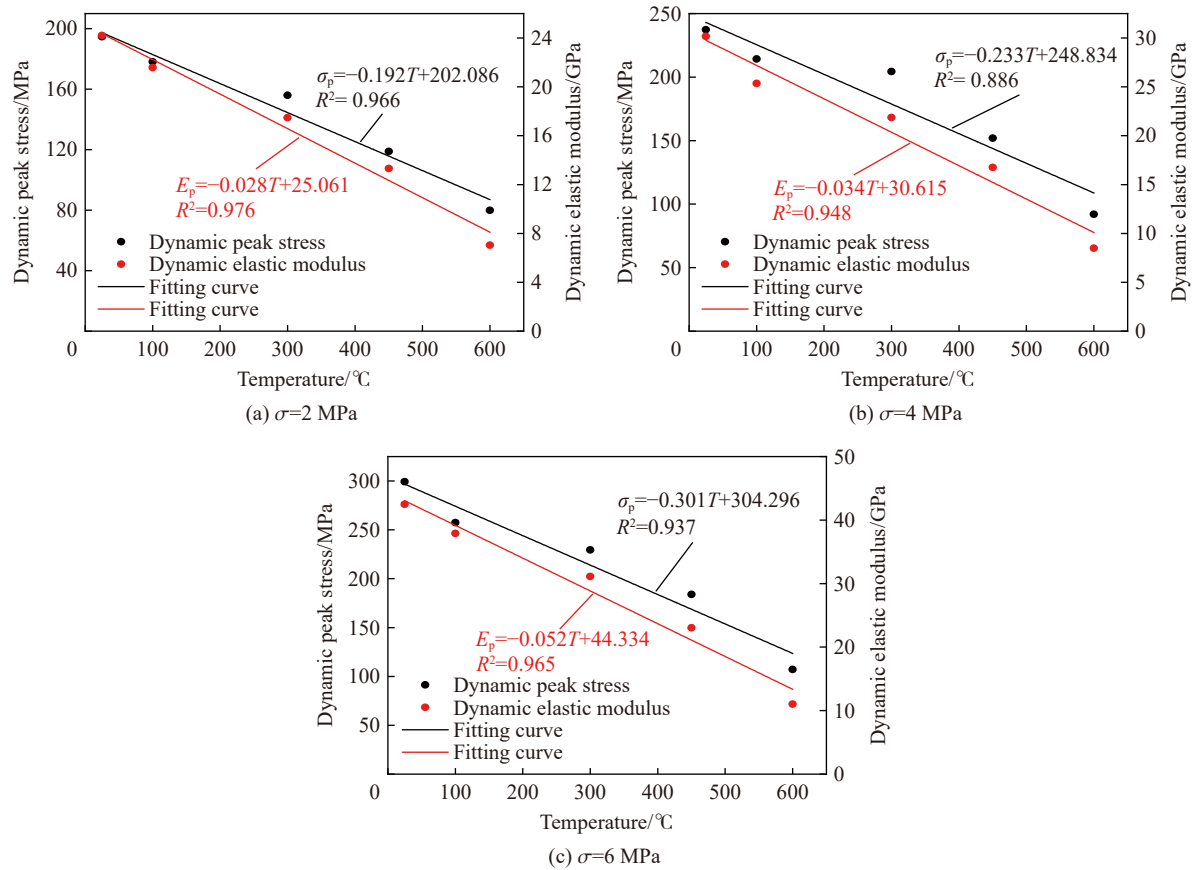 200
160
120
80
40
Dynamic peak stress/MPa
24
20
16
12
8
4
0
Dynamic elastic modulus/GPa
σp=−0.192T+202.086
R²= 0.966
Ep=−0.028T+25.061
R²=0.976
Dynamic peak stress
Dynamic elastic modulus
Fitting curve
Fitting curve
0 100 200 300 400 500 600
Temperature/℃
(a) σ=2 MPa
250
200
150
100
50
Dynamic peak stress/MPa
30
25
20
15
10
5
0
Dynamic elastic modulus/GPa
σp=−0.233T+248.834
R²= 0.886
Ep=−0.034T+30.615
R²=0.948
Dynamic peak stress
Dynamic elastic modulus
Fitting curve
Fitting curve
0 100 200 300 400 500 600
Temperature/℃
(b) σ=4 MPa
300
250
200
150
100
50
Dynamic peak stress/MPa
50
40
30
20
10
0
Dynamic elastic modulus/GPa
σp=−0.301T+304.296
R²=0.937
Ep=−0.052T+44.334
R²=0.965
Dynamic peak stress
Dynamic elastic modulus
Fitting curve
Fitting curve
0 100 200 300 400 500 600
Temperature/℃
(c) σ=6 MPa